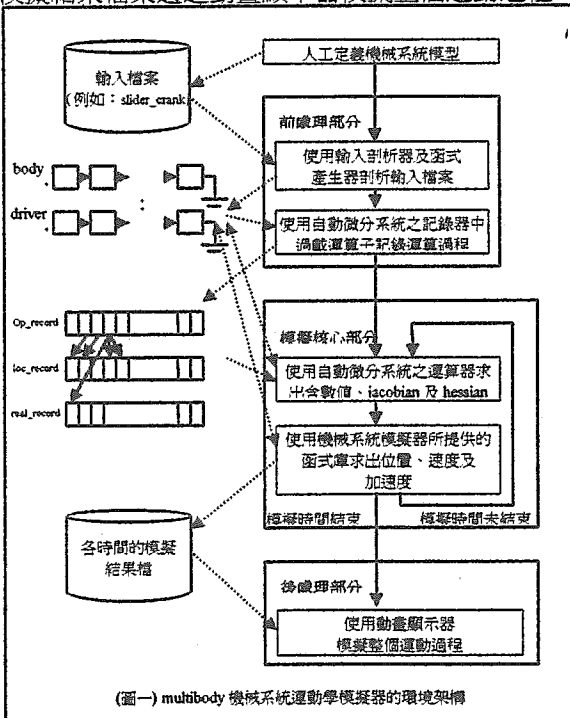 人工定義機械系統模型
輸入檔案
(例如：slider_crank)
前處理部分
使用輸入剖析器及函式
產生器剖析輸入檔案
body
driver
使用自動微分系統之記錄器中
過載運算子記錄運算過程
Op_record
loc_record
real_record
模擬核心部分
使用自動微分系統之運算器求
出含數值、jacobian 及 hessian
使用機械系統模擬器所提供的
函式庫求出位置、速度及
加速度
模擬時間結束
模擬時間未結束
各時間的模擬
結果檔
後處理部分
使用動畫顯示器
模擬整個運動過程
(圖一) multibody 機械系統運動學模擬器的環境架構